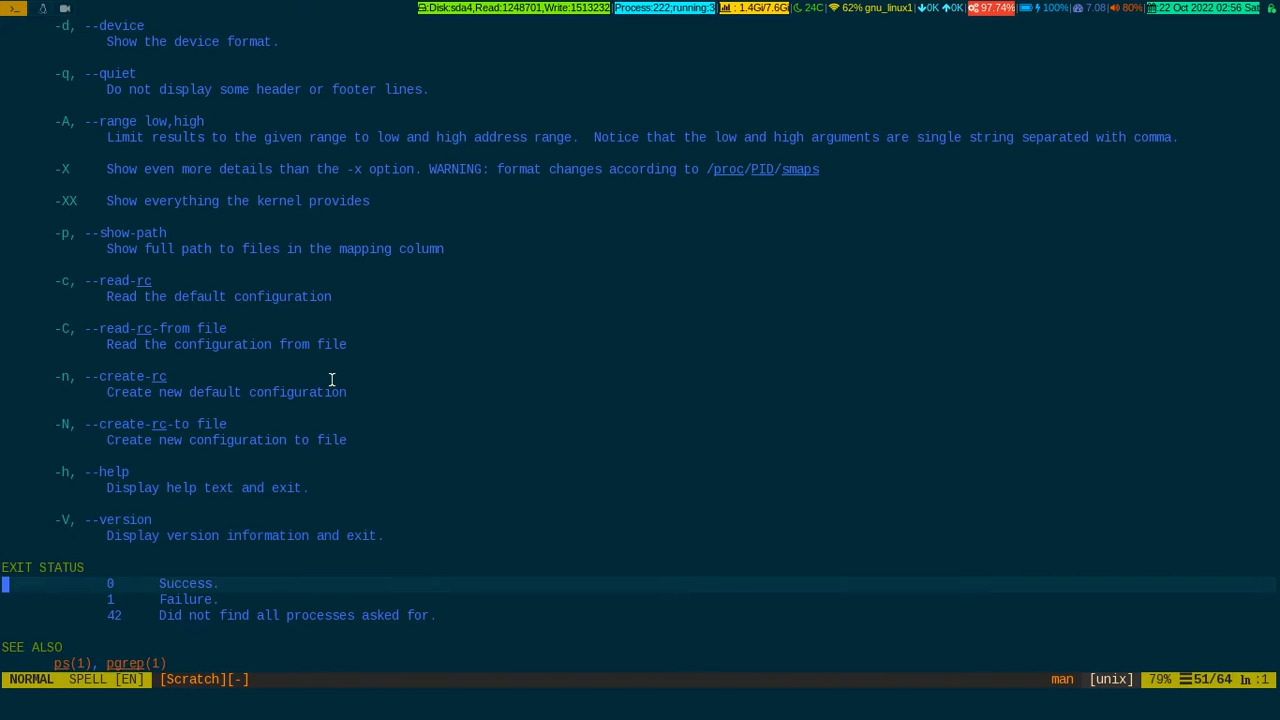 >_ Disk:sda4,Read:1248701,Write:1513232 Process:222;running:3 : 1.4Gi/7.6Gi 24C| 62% gnu_linux1| 0K 0K| 97.74%| 100%| 7.08| 80%| :22 Oct 2022 02:56 Sat
-d, --device
Show the device format.
-q, --quiet
Do not display some header or footer lines.
-A, --range low,high
Limit results to the given range to low and high address range. Notice that the low and high arguments are single string separated with comma.
-X Show even more details than the -x option. WARNING: format changes according to /proc/PID/smaps
-XX Show everything the kernel provides
-p, --show-path
Show full path to files in the mapping column
-c, --read-rc
Read the default configuration
-C, --read-rc-from file
Read the configuration from file
-n, --create-rc
Create new default configuration
-N, --create-rc-to file
Create new configuration to file
-h, --help
Display help text and exit.
-V, --version
Display version information and exit.
EXIT STATUS
0 Success.
1 Failure.
42 Did not find all processes asked for.
SEE ALSO
ps(1), pgrep(1)
NORMAL SPELL [EN] [Scratch][-] man [unix] 79% ☰51/64 ln :1